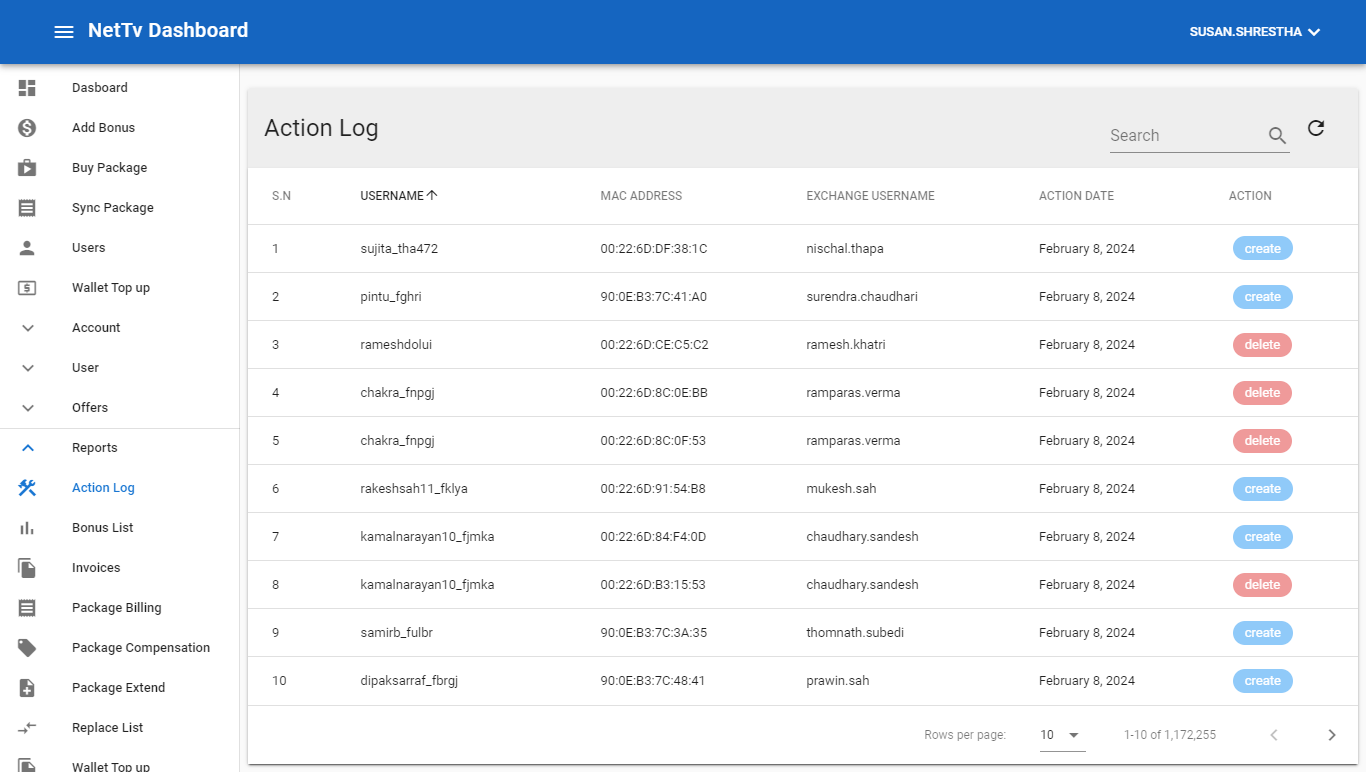 NetTv Dashboard
SUSAN.SHRESTHA
Dasboard
Add Bonus
Buy Package
Sync Package
Users
Wallet Top up
Account
User
Offers
Reports
Action Log
Bonus List
Invoices
Package Billing
Package Compensation
Package Extend
Replace List
Wallet Top up
Action Log
Search
S.N USERNAME MAC ADDRESS EXCHANGE USERNAME ACTION DATE ACTION
1 sujita_tha472 00:22:6D:DF:38:1C nischal.thapa February 8, 2024 create
2 pintu_fghri 90:0E:B3:7C:41:A0 surendra.chaudhari February 8, 2024 create
3 rameshdolui 00:22:6D:CE:C5:C2 ramesh.khatri February 8, 2024 delete
4 chakra_fnpgj 00:22:6D:8C:0E:BB ramparas.verma February 8, 2024 delete
5 chakra_fnpgj 00:22:6D:8C:0F:53 ramparas.verma February 8, 2024 delete
6 rakeshsah11_fklya 00:22:6D:91:54:B8 mukesh.sah February 8, 2024 create
7 kamalnarayan10_fjmka 00:22:6D:84:F4:0D chaudhary.sandesh February 8, 2024 create
8 kamalnarayan10_fjmka 00:22:6D:B3:15:53 chaudhary.sandesh February 8, 2024 delete
9 samirb_fulbr 90:0E:B3:7C:3A:35 thomnath.subedi February 8, 2024 create
10 dipaksarraf_fbrgj 90:0E:B3:7C:48:41 prawin.sah February 8, 2024 create
Rows per page: 10 1-10 of 1,172,255